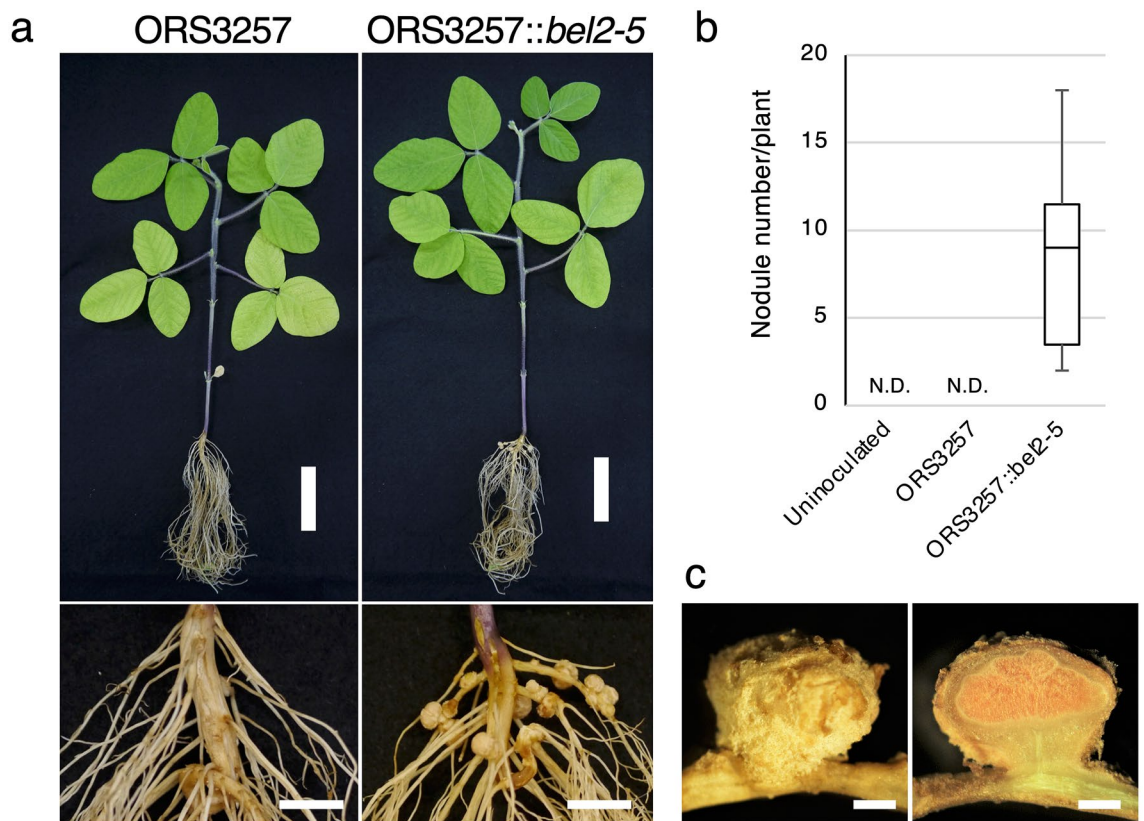 a
ORS3257
ORS3257::bel2-5
b
Nodule number/plant
20
15
10
5
0
N.D.
N.D.
Uninoculated
ORS3257
ORS3257::bel2-5
c